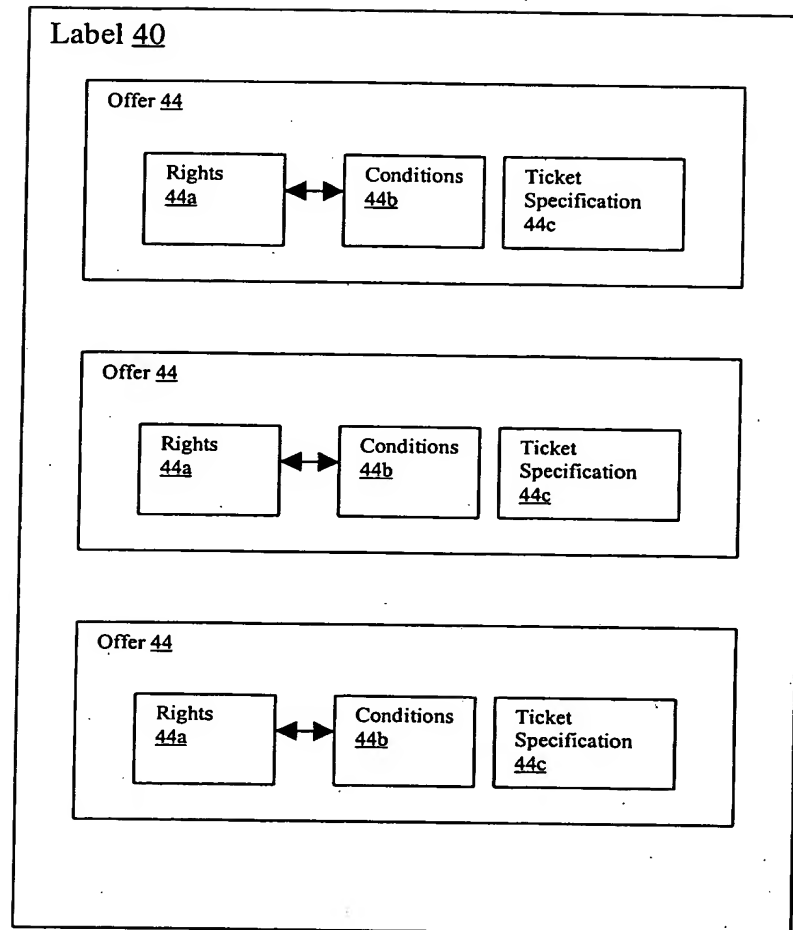 Label 40
Offer 44
Rights
44a
Conditions
44b
Ticket
Specification
44c
Offer 44
Rights
44a
Conditions
44b
Ticket
Specification
44c
Offer 44
Rights
44a
Conditions
44b
Ticket
Specification
44c